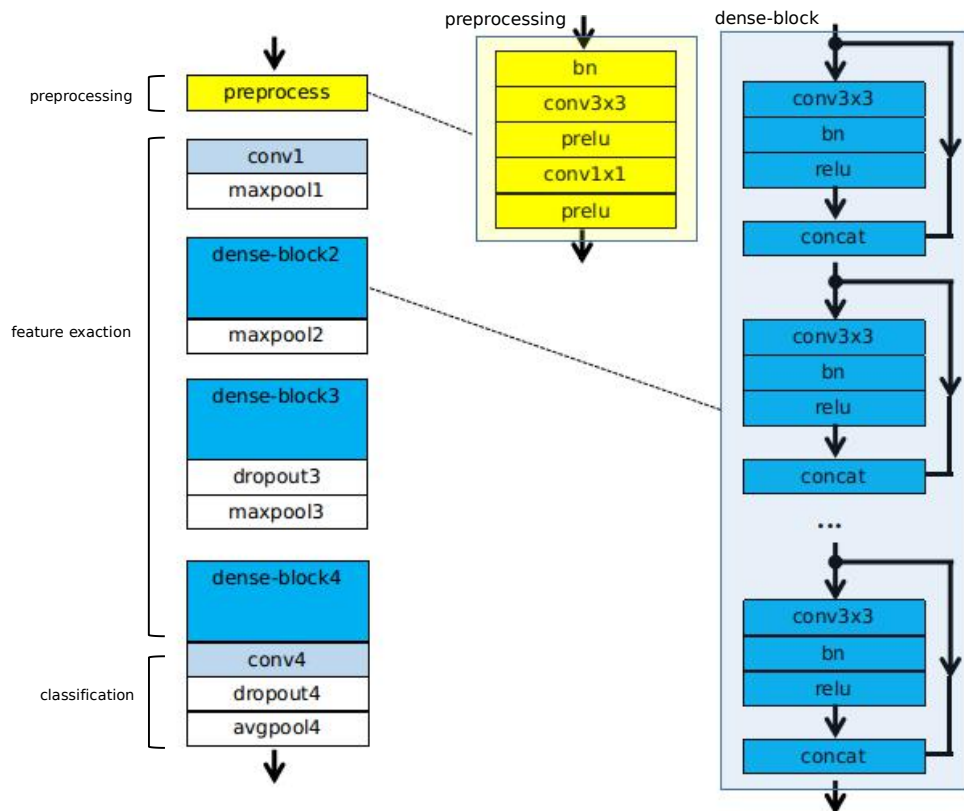 preprocessing
preprocess
feature exaction
conv1
maxpool1
dense-block2
maxpool2
dense-block3
dropout3
maxpool3
dense-block4
classification
conv4
dropout4
avgpool4
preprocessing
bn
conv3x3
prelu
conv1x1
prelu
dense-block
conv3x3
bn
relu
concat
conv3x3
bn
relu
concat
...
conv3x3
bn
relu
concat